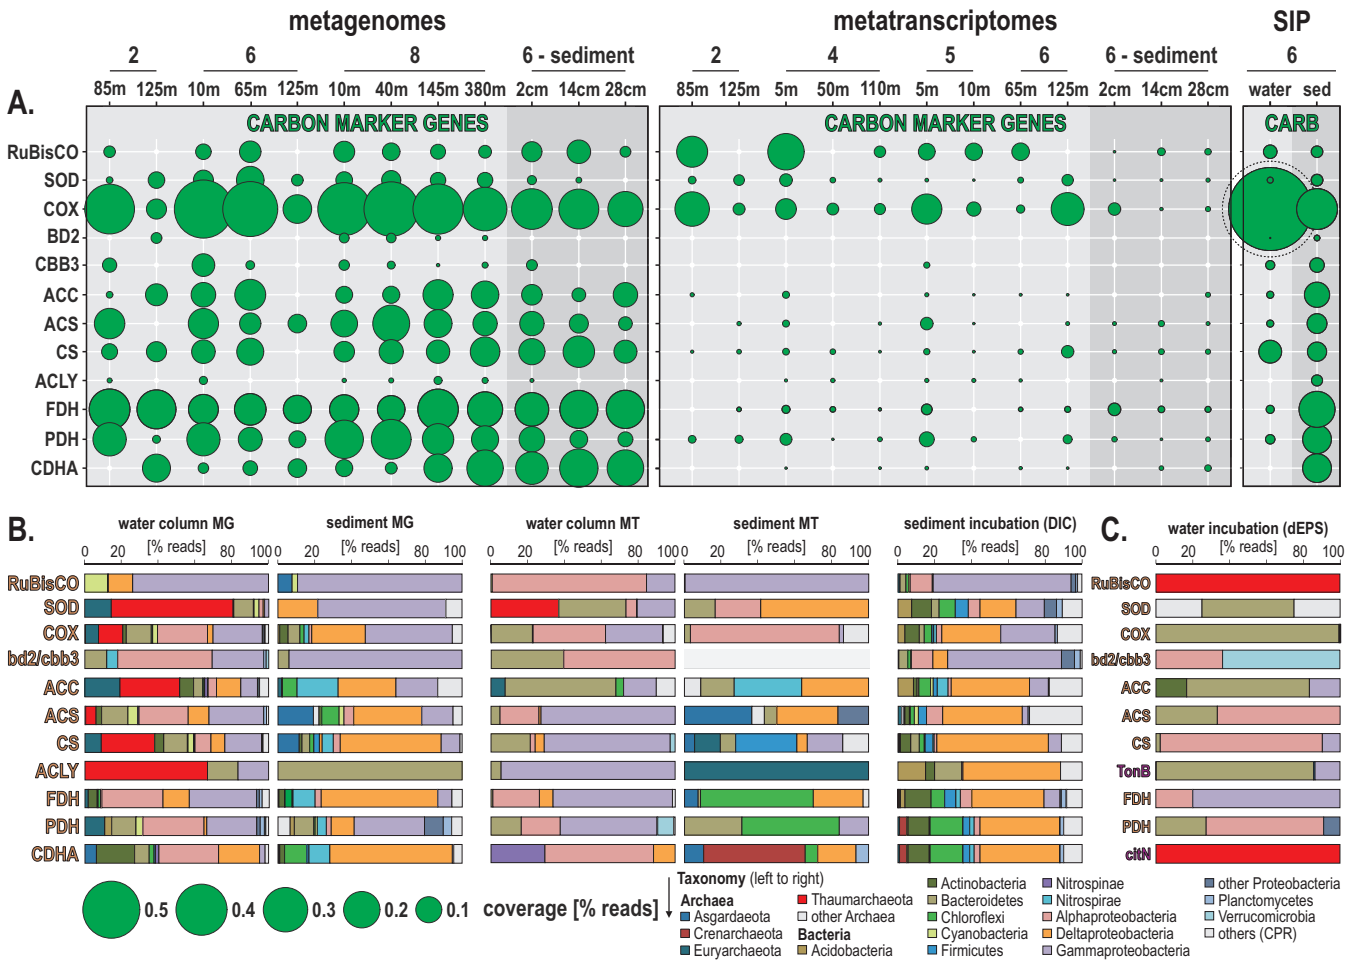 metagenomes metatranscriptomes SIP
2 6 8 6 - sediment 2 4 5 6 6 - sediment 6
85m 125m 10m 65m 125m 10m 40m 145m 380m 2cm 14cm 28cm 85m 125m 5m 50m 110m 5m 10m 65m 125m 2cm 14cm 28cm water sed
A.
CARBON MARKER GENES CARBON MARKER GENES CARB
RuBisCO
SOD
COX
BD2
CBB3
ACC
ACS
CS
ACLY
FDH
PDH
CDHA
B. water column MG sediment MG water column MT sediment MT sediment incubation (DIC) C. water incubation (dEPS)
0 20 [% reads] 80 100 0 20 [% reads] 80 100 0 20 [% reads] 80 100 0 20 [% reads] 80 100 0 20 [% reads] 80 100 0 20 [% reads] 80 100
RuBisCO RuBisCO
SOD SOD
COX COX
bd2/cbb3 bd2/cbb3
ACC ACC
ACS ACS
CS CS
ACLY TonB
FDH FDH
PDH PDH
CDHA citN
0.5 0.4 0.3 0.2 0.1 coverage [% reads]
Taxonomy (left to right)
Archaea
Asgardaeota
Crenarchaeota
Euryarchaeota
Thaumarchaeota
other Archaea
Bacteria
Acidobacteria
Actinobacteria
Bacteroidetes
Chloroflexi
Cyanobacteria
Firmicutes
Nitrospinae
Nitrospirae
Alphaproteobacteria
Deltaproteobacteria
Gammaproteobacteria
other Proteobacteria
Planctomycetes
Verrucomicrobia
others (CPR)